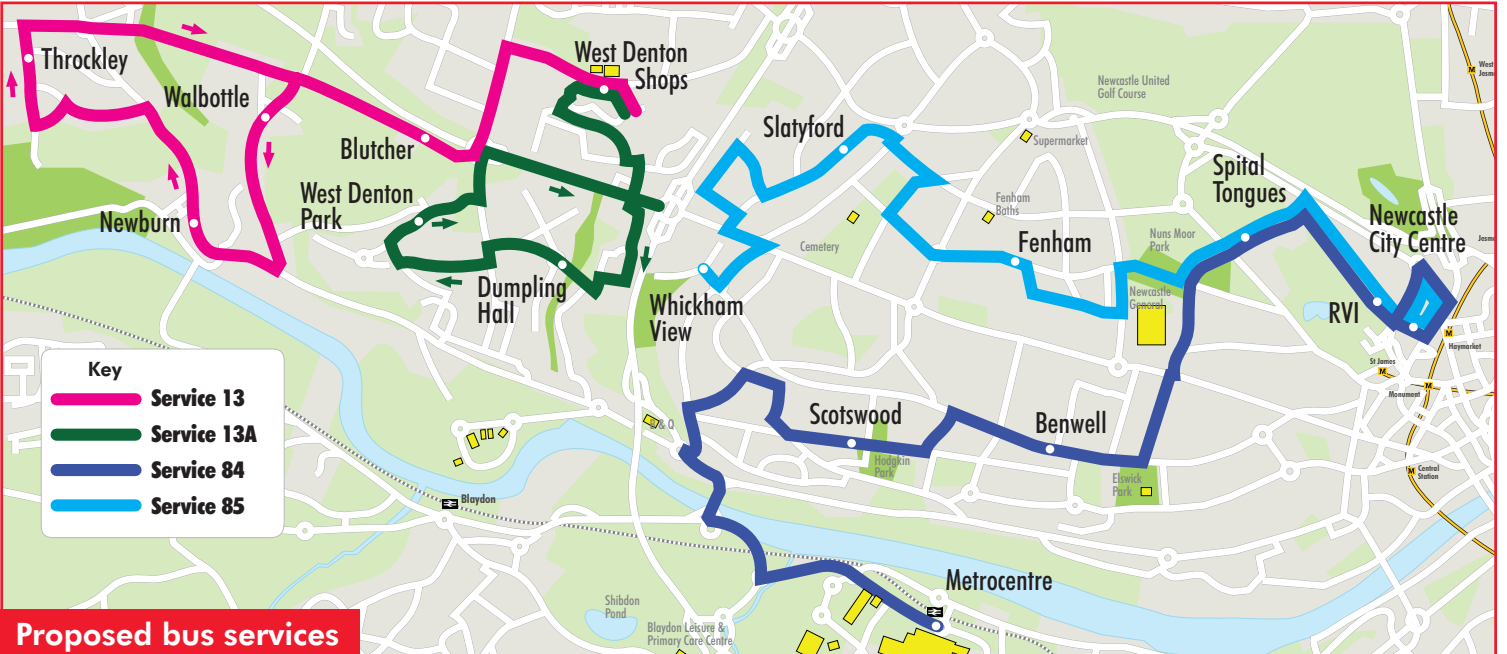 Throckley
Walbottle
Blutcher
Newburn
West Denton
Park
Dumpling
Hall
West Denton
Shops
Whickham
View
Slatyford
Cemetery
Newcastle United
Golf Course
Supermarket
Fenham
Baths
Fenham
Nuns Moor
Park
Newcastle
General
Spital
Tongues
Newcastle
City Centre
RVI
West
Jesm
Jesm
M
M
Haymarket
St James
M
M
Monument
M
Central
Station
Scotswood
Hodgkin
Park
Benwell
Elswick
Park
B & Q
Blaydon
Metrocentre
Shibdon
Pond
Blaydon Leisure &
Primary Care Centre
Key
Service 13
Service 13A
Service 84
Service 85
Proposed bus services